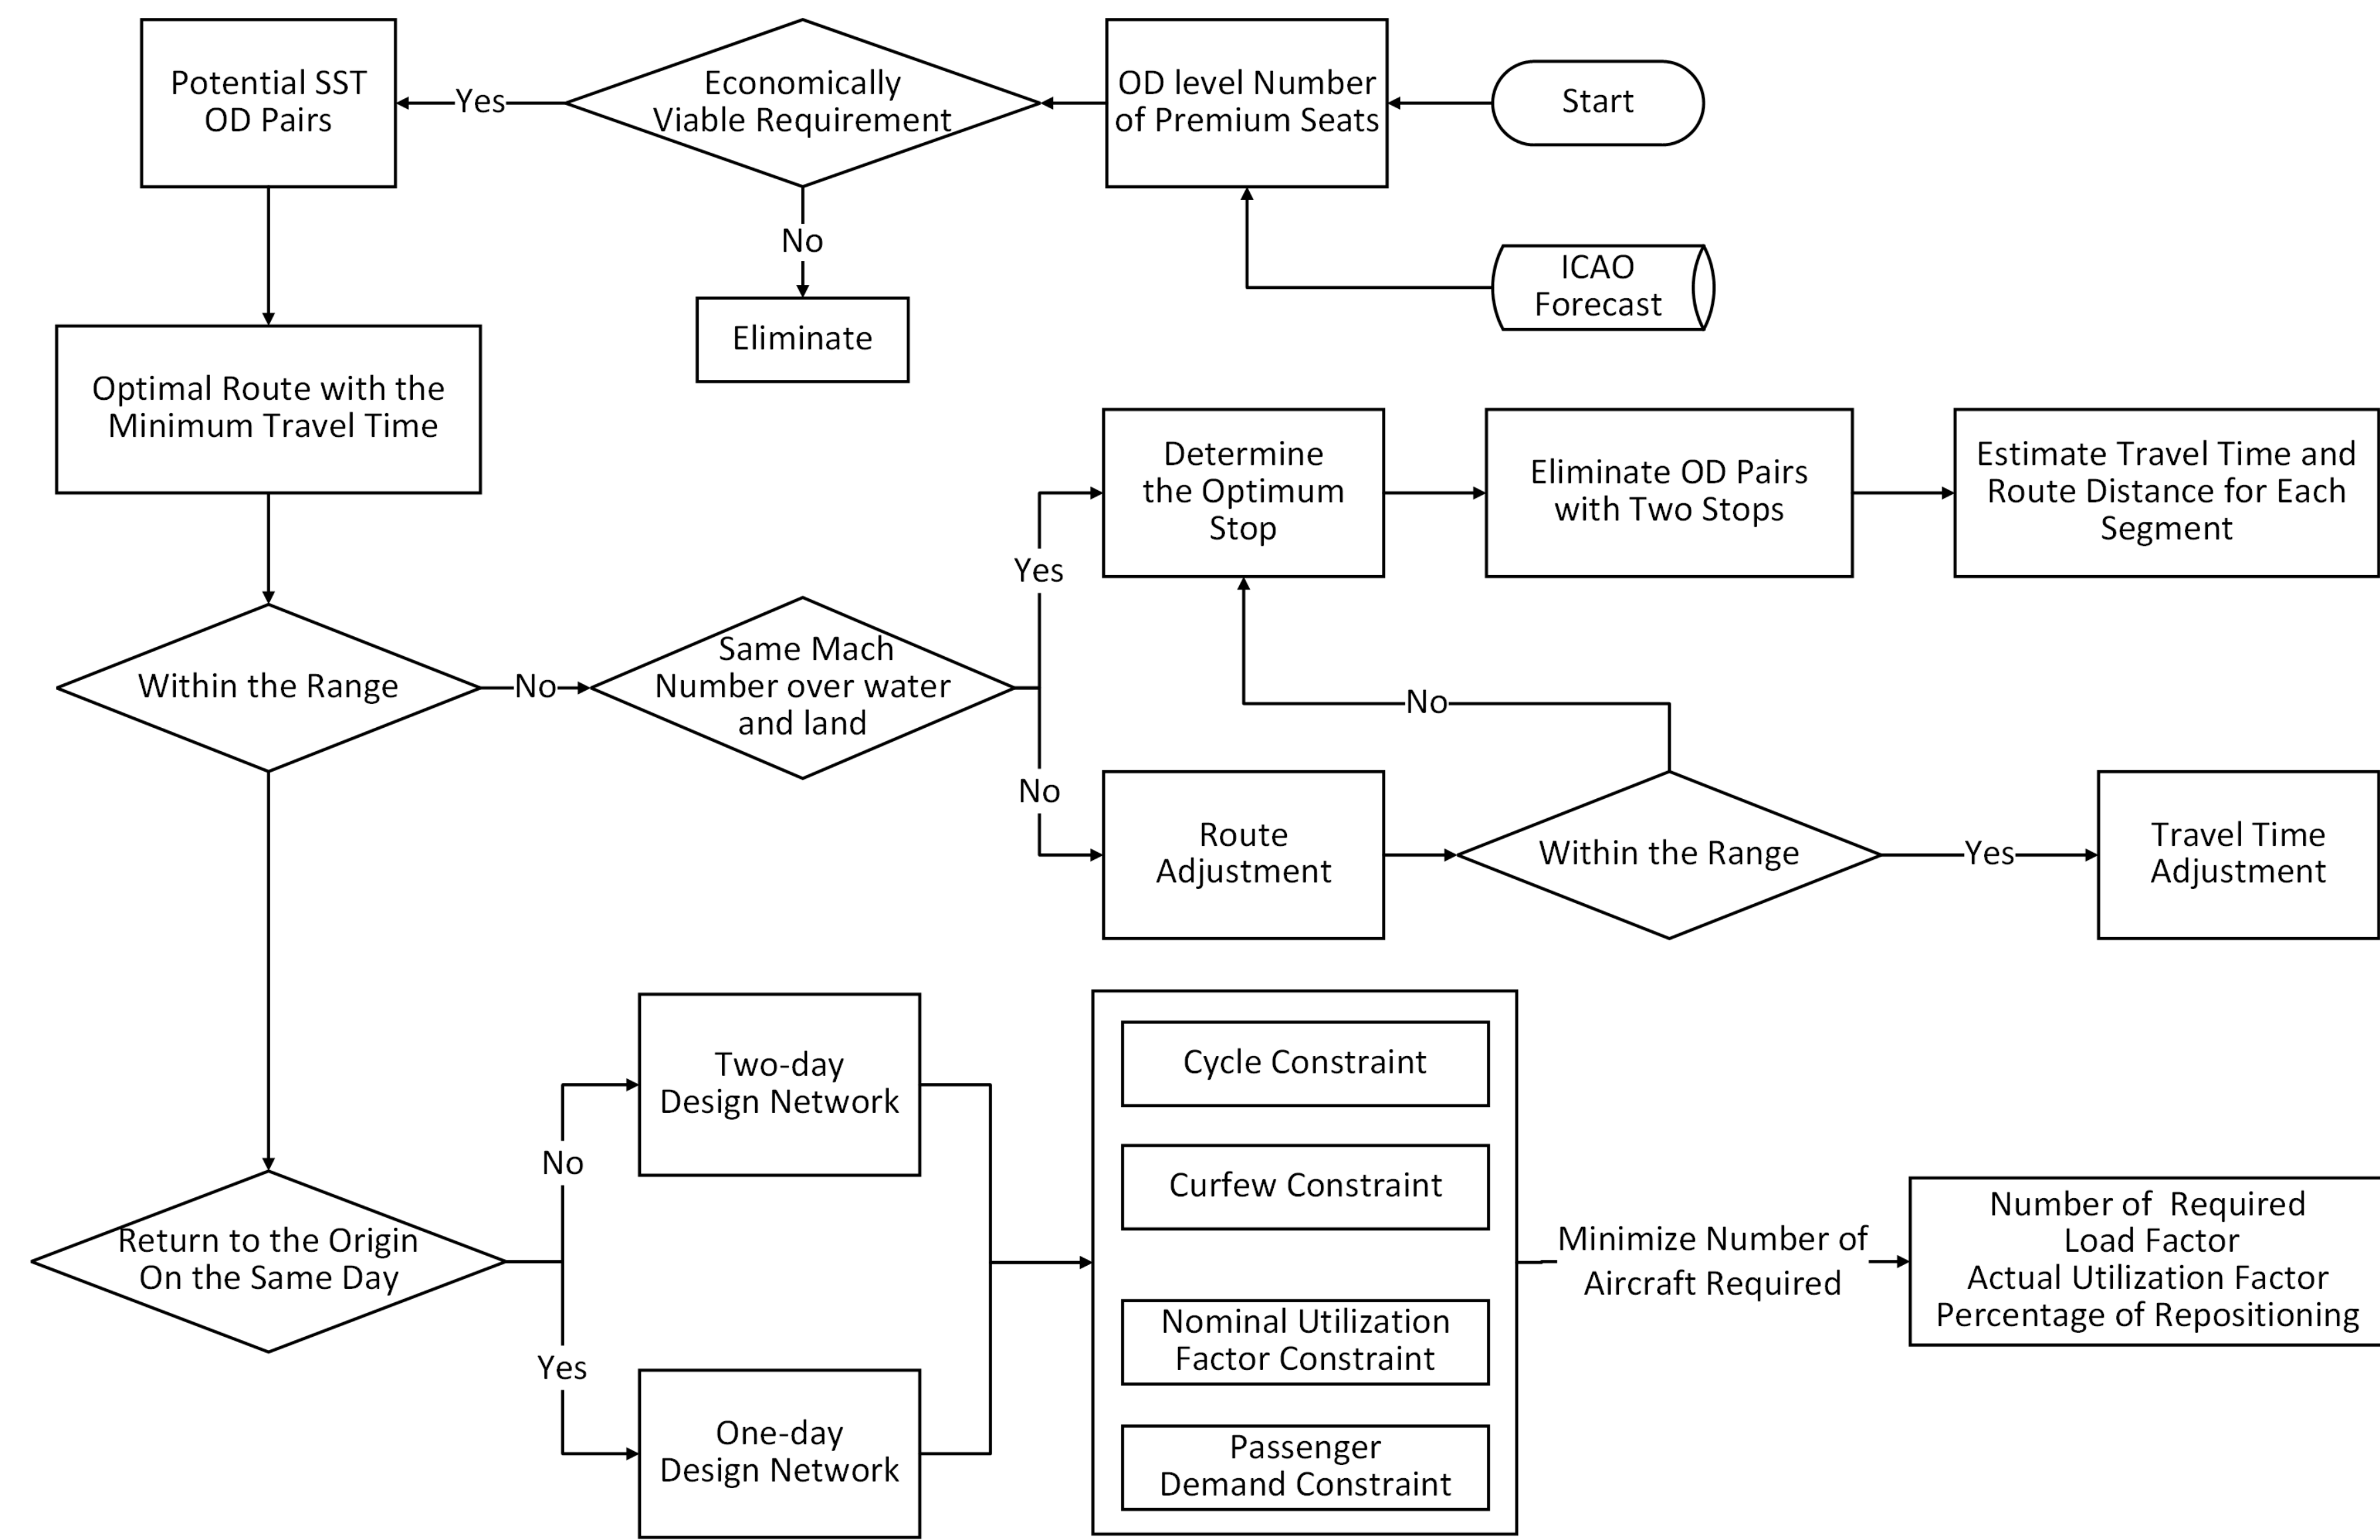 Potential SST
OD Pairs
Yes
Economically
Viable Requirement
OD level Number
of Premium Seats
Start
No
Eliminate
ICAO
Forecast
Optimal Route with the
Minimum Travel Time
Determine
the Optimum
Stop
Eliminate OD Pairs
with Two Stops
Estimate Travel Time and
Route Distance for Each
Segment
Yes
Within the Range
No
Same Mach
Number over water
and land
No
No
Route
Adjustment
Within the Range
Yes
Travel Time
Adjustment
Two-day
Design Network
No
Return to the Origin
On the Same Day
Yes
One-day
Design Network
Cycle Constraint
Curfew Constraint
Nominal Utilization
Factor Constraint
Passenger
Demand Constraint
Minimize Number of
Aircraft Required
Number of  Required
Load Factor
Actual Utilization Factor
Percentage of Repositioning